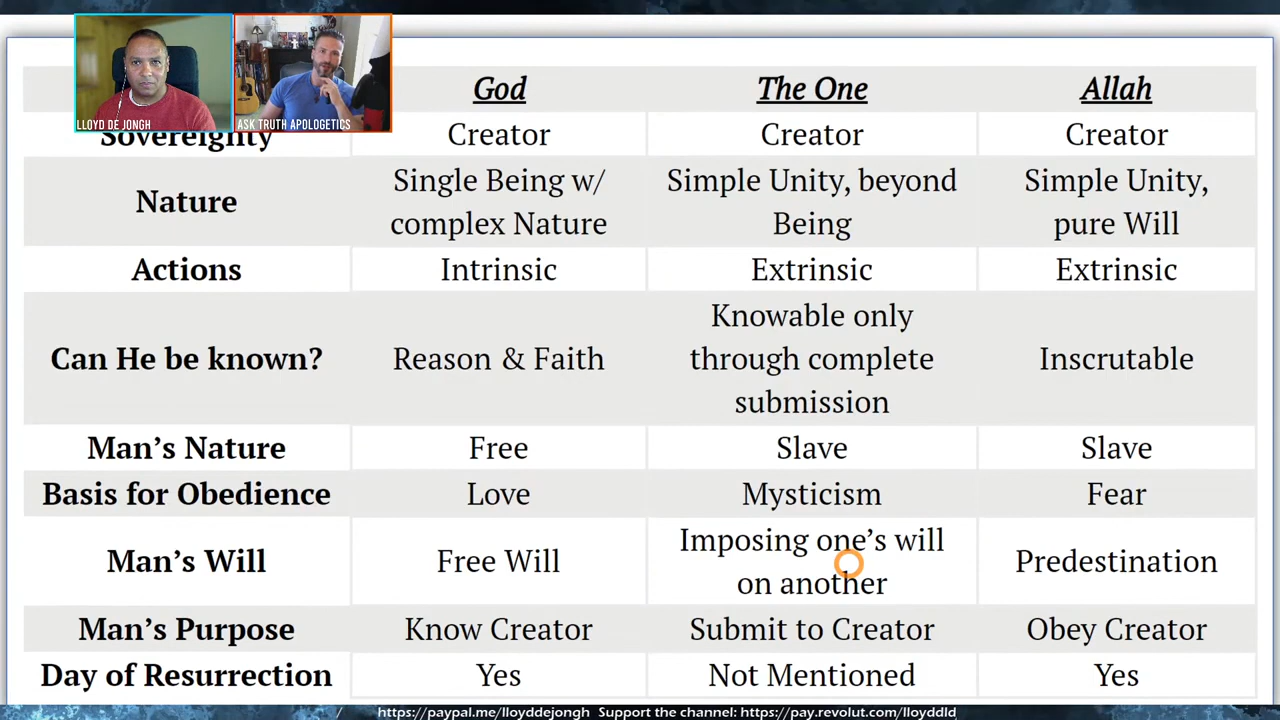 LLOYD DE JONGH
ASK TRUTH APOLOGETICS
God The One Allah
Sovereignty Creator Creator Creator
Nature
Single Being w/
complex Nature
Simple Unity, beyond
Being
Simple Unity,
pure Will
Actions Intrinsic Extrinsic Extrinsic
Can He be known?
Reason & Faith
Knowable only
through complete
submission
Inscrutable
Man's Nature Free Slave Slave
Basis for Obedience Love Mysticism Fear
Man's Will
Free Will
Imposing one's will
on another
Predestination
Man's Purpose Know Creator Submit to Creator Obey Creator
Day of Resurrection Yes Not Mentioned Yes
/ https://paypal.me/lloyddejongh Support the channel: https://pay.revolut.com/lloyddld